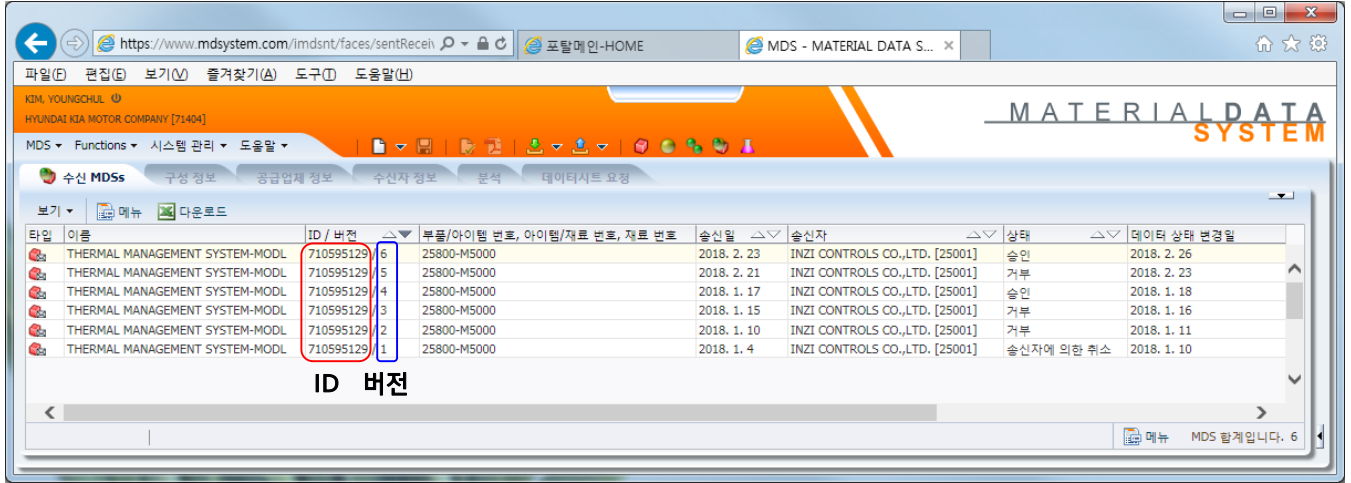 https://www.mdsystem.com/imdsnt/faces/sentReceiv
포탈메인-HOME
MDS - MATERIAL DATA S... ×
파일(F) 편집(E) 보기(V) 즐겨찾기(A) 도구(T) 도움말(H)
KIM, YOUNGCHUL
HYUNDAI KIA MOTOR COMPANY [71404]
MATERIAL DATA
SYSTEM
MDS Functions 시스템 관리 도움말
수신 MDSs 구성 정보 공급업체 정보 수신자 정보 분석 데이터시트 요청
보기 메뉴 다운로드
타입 이름 ID / 버전 부품/아이템 번호, 아이템/재료 번호, 재료 번호 송신일 송신자 상태 데이터 상태 변경일
THERMAL MANAGEMENT SYSTEM-MODL 710595129 / 6 25800-M5000 2018. 2. 23 INZI CONTROLS CO.,LTD. [25001] 승인 2018. 2. 26
THERMAL MANAGEMENT SYSTEM-MODL 710595129 / 5 25800-M5000 2018. 2. 21 INZI CONTROLS CO.,LTD. [25001] 거부 2018. 2. 23
THERMAL MANAGEMENT SYSTEM-MODL 710595129 / 4 25800-M5000 2018. 1. 17 INZI CONTROLS CO.,LTD. [25001] 승인 2018. 1. 18
THERMAL MANAGEMENT SYSTEM-MODL 710595129 / 3 25800-M5000 2018. 1. 15 INZI CONTROLS CO.,LTD. [25001] 거부 2018. 1. 16
THERMAL MANAGEMENT SYSTEM-MODL 710595129 / 2 25800-M5000 2018. 1. 10 INZI CONTROLS CO.,LTD. [25001] 거부 2018. 1. 11
THERMAL MANAGEMENT SYSTEM-MODL 710595129 / 1 25800-M5000 2018. 1. 4 INZI CONTROLS CO.,LTD. [25001] 송신자에 의한 취소 2018. 1. 10
ID 버전
메뉴 MDS 합계입니다. 6